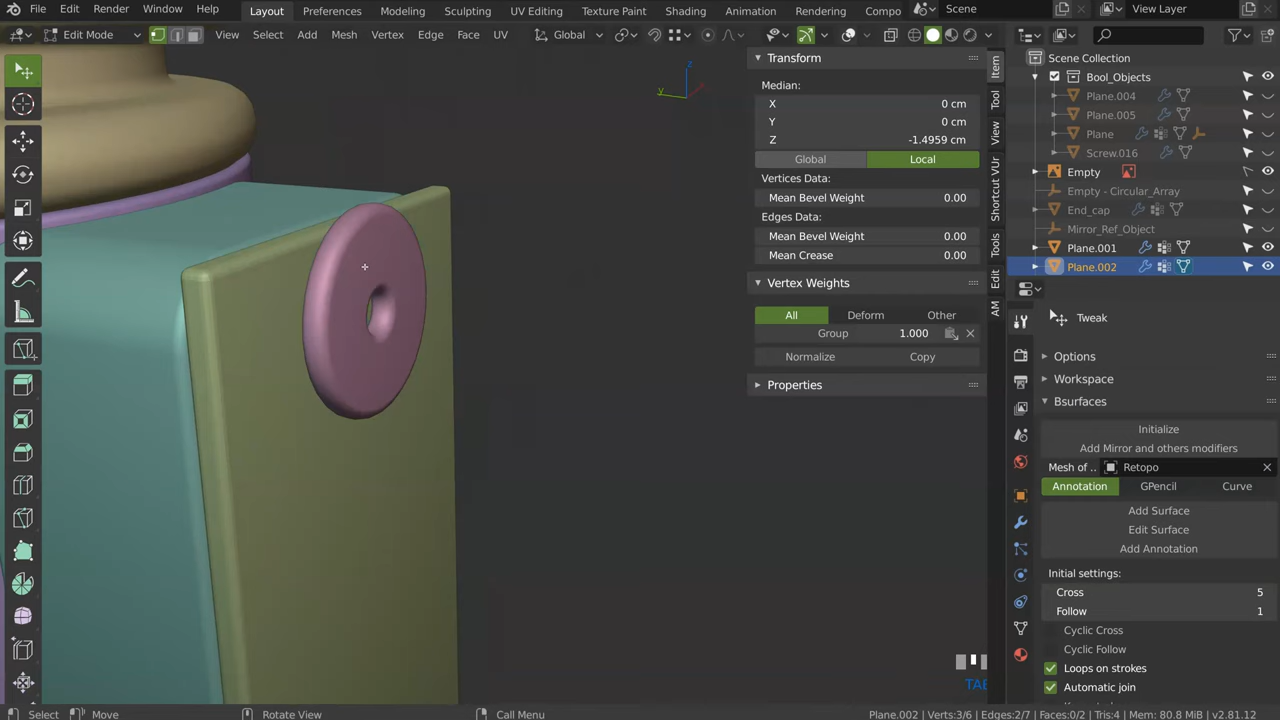 File Edit Render Window Help Layout Preferences Modeling Sculpting UV Editing Texture Paint Shading Animation Rendering Compo Scene View Layer
Edit Mode View Select Add Mesh Vertex Edge Face UV Global
Transform
Median:
X 0 cm
Y 0 cm
Z -1.4959 cm
Global Local
Vertices Data:
Mean Bevel Weight 0.00
Edges Data:
Mean Bevel Weight 0.00
Mean Crease 0.00
Vertex Weights
All Deform Other
Group 1.000
Normalize Copy
Properties
Item
Tool
View
Shortcut VUr
Tools
Edit
AM
z
y
Scene Collection
Bool_Objects
Plane.004
Plane.005
Plane
Screw.016
Empty
Empty - Circular_Array
End_cap
Mirror_Ref_Object
Plane.001
Plane.002
Tweak
Options
Workspace
Bsurfaces
Initialize
Add Mirror and others modifiers
Mesh of .. Retopo
Annotation GPencil Curve
Add Surface
Edit Surface
Add Annotation
Initial settings:
Cross 5
Follow 1
Cyclic Cross
Cyclic Follow
Loops on strokes
Automatic join
TAB
Select Move Rotate View Call Menu Plane.002 | Verts:3/6 | Edges:2/7 | Faces:0/2 | Tris:4 | Mem: 80.8 MiB | v2.81.12